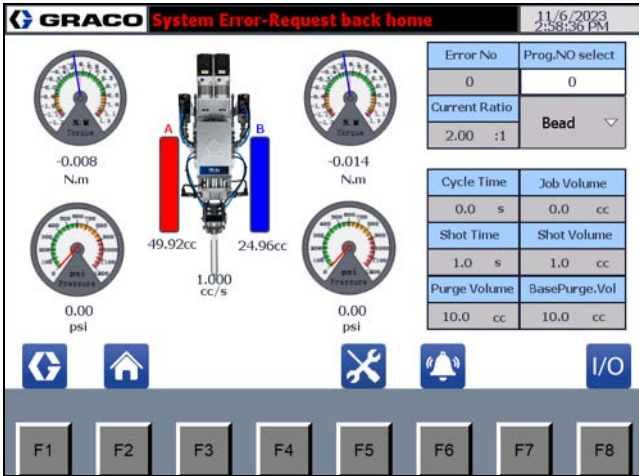 GRACO
System Error-Request back home
11/6/2023
2:58:36 PM
Error No
Prog.NO select
0
0
Current Ratio
2.00 :1
Bead
N.M
Torque
N.M
Torque
A
B
-0.008
N.m
-0.014
N.m
49.92cc
24.96cc
1.000
cc/s
psi
Pressure
psi
Pressure
0.00
psi
0.00
psi
Cycle Time
Job Volume
0.0 s
0.0 cc
Shot Time
Shot Volume
1.0 s
1.0 cc
Purge Volume
BasePurge.Vol
10.0 cc
10.0 cc
I/O
F1
F2
F3
F4
F5
F6
F7
F8